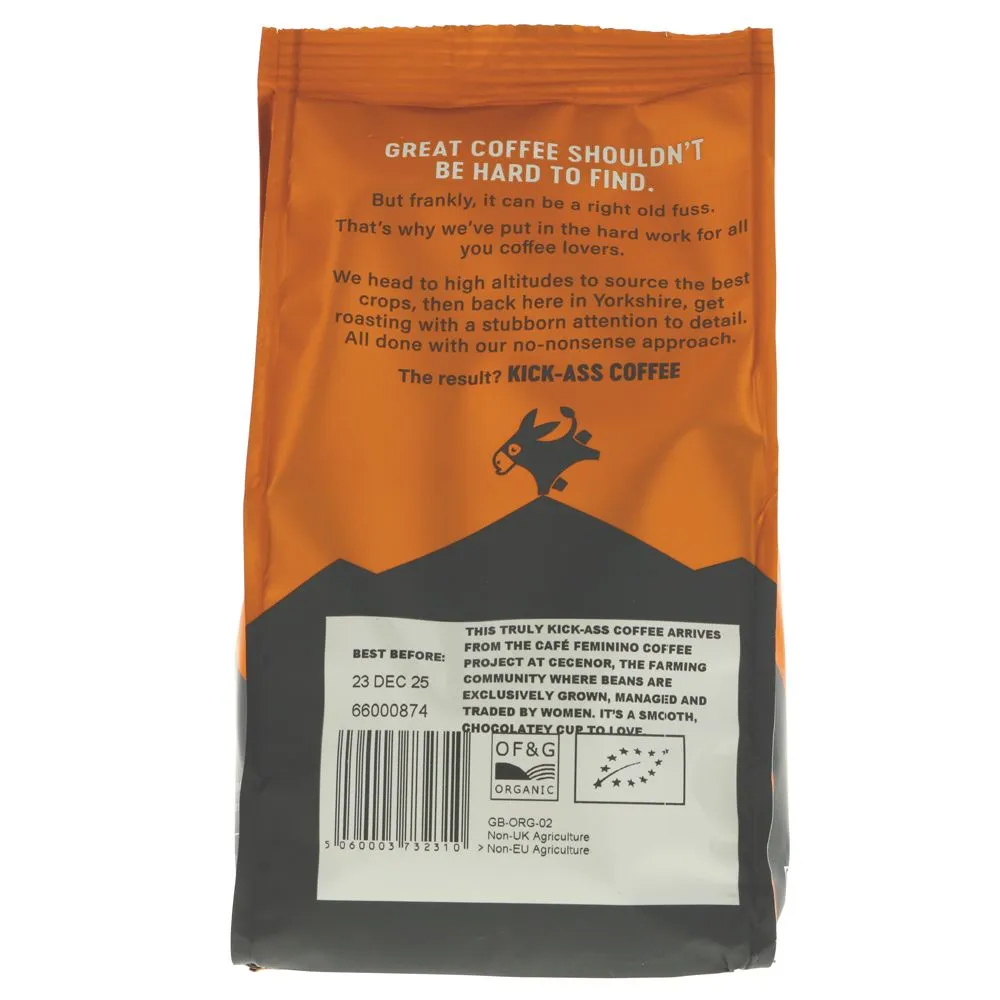 GREAT COFFEE SHOULDN'T
BE HARD TO FIND.
But frankly, it can be a right old fuss.
That's why we've put in the hard work for all
you coffee lovers.
We head to high altitudes to source the best
crops, then back here in Yorkshire, get
roasting with a stubborn attention to detail.
All done with our no-nonsense approach.
The result? KICK-ASS COFFEE
BEST BEFORE:
23 DEC 25
66000874
THIS TRULY KICK-ASS COFFEE ARRIVES
FROM THE CAFÉ FEMININO COFFEE
PROJECT AT CECENOR, THE FARMING
COMMUNITY WHERE BEANS ARE
EXCLUSIVELY GROWN, MANAGED AND
TRADED BY WOMEN. IT'S A SMOOTH,
CHOCOLATEY CUP TO LOVE.
OF&G
ORGANIC
GB-ORG-02
Non-UK Agriculture
Non-EU Agriculture
5 060003 732310 >